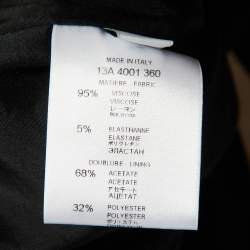 MADE IN ITALY
13A 4001 360
MATIERE - FABRIC
95% VISCOSE
VISCOSE
レーヨン
5% ELASTHANNE
ELASTANE
ポリウレタン
ЭЛАСТАН
DOUBLURE - LINING
68% ACETATE
ACETATE
アセテート
АЦЕТАТ
32% POLYESTER
POLYESTER